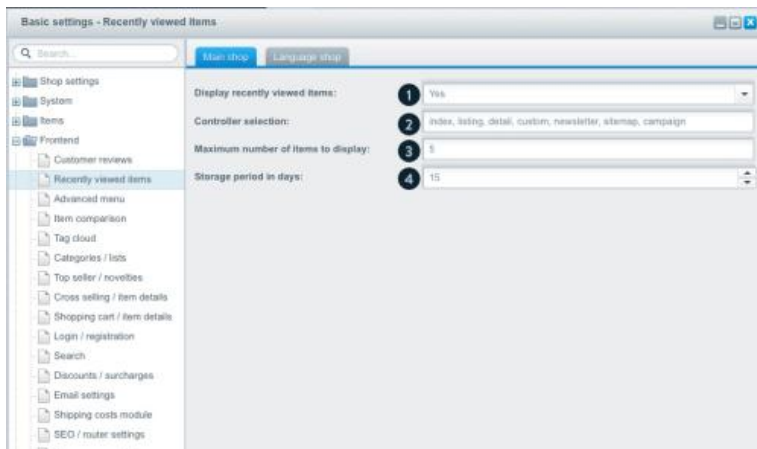 Basic settings - Recently viewed items
Search...
Main shop
Language shop
Shop settings
System
Items
Frontend
Customer reviews
Recently viewed items
Advanced menu
Item comparison
Tag cloud
Categories / lists
Top seller / novelties
Cross selling / item details
Shopping cart / item details
Login / registration
Search
Discounts / surcharges
Email settings
Shipping costs module
SEO / router settings
Display recently viewed items:
1
Yes
Controller selection:
2
index, listing, detail, custom, newsletter, sitemap, campaign
Maximum number of items to display:
3
5
Storage period in days:
4
15